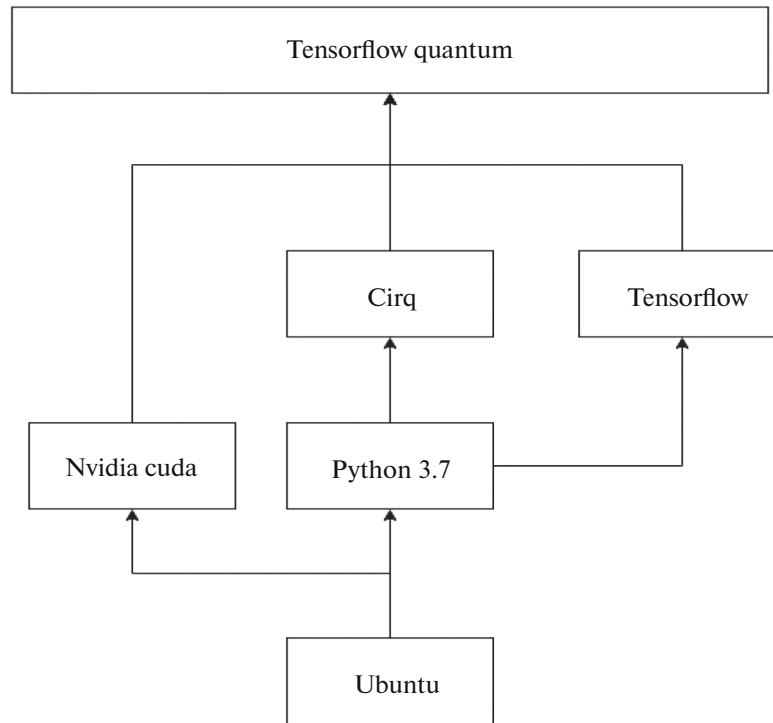 Tensorflow quantum
Cirq
Tensorflow
Nvidia cuda
Python 3.7
Ubuntu